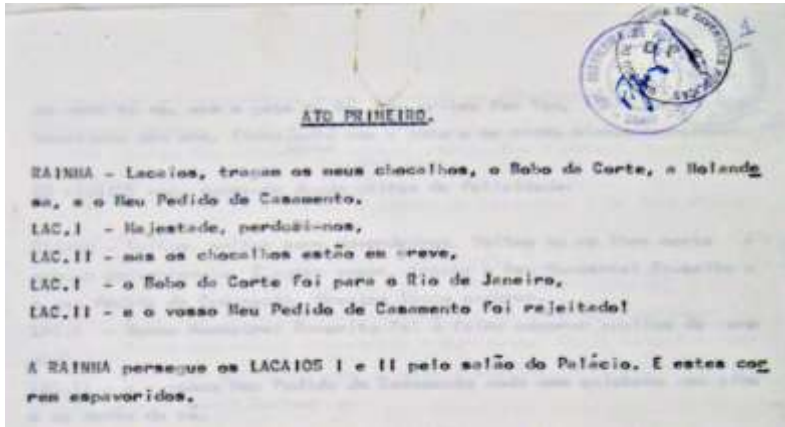 ATO PRIMEIRO.
RAINHA - Lacaios, tragam os meus chocalhos, o Bobo da Corte, a Holande
sa, e o Meu Pedido de Casamento.
LAC.I - Majestade, perdoai-nos,
LAC.II - mas os chocalhos estão em greve,
LAC.I - o Bobo da Corte foi para o Rio de Janeiro,
LAC.II - e o vosso Meu Pedido de Casamento foi rejeitado!
A RAINHA persegue os LACAIOS I e II pelo salão do Palácio. E estes cor
rem espavoridos.